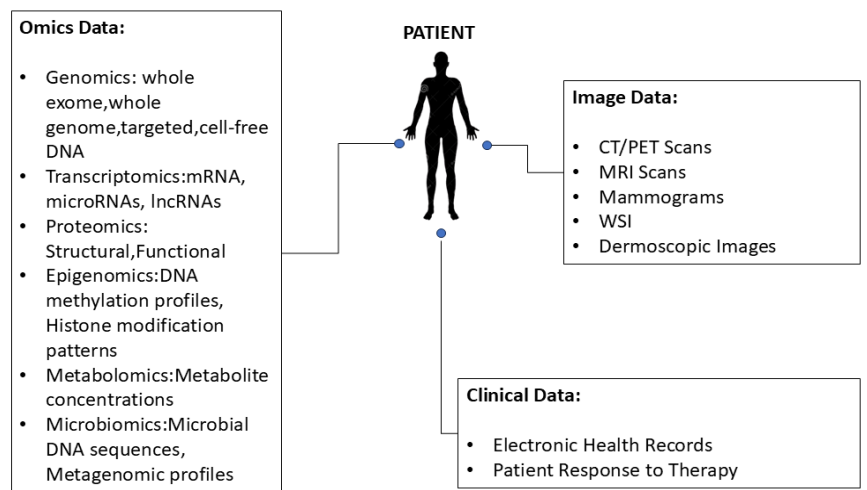 Omics Data:
• Genomics: whole
exome,whole
genome,targeted,cell-free
DNA
• Transcriptomics:mRNA,
microRNAs, lncRNAs
• Proteomics:
Structural,Functional
• Epigenomics:DNA
methylation profiles,
Histone modification
patterns
• Metabolomics:Metabolite
concentrations
• Microbiomics:Microbial
DNA sequences,
Metagenomic profiles
PATIENT
Image Data:
• CT/PET Scans
• MRI Scans
• Mammograms
• WSI
• Dermoscopic Images
Clinical Data:
• Electronic Health Records
• Patient Response to Therapy